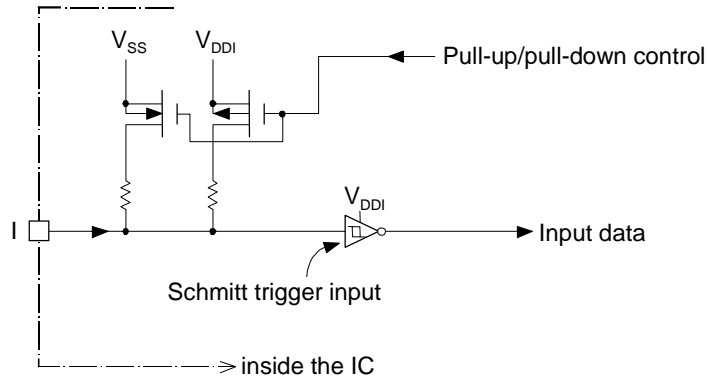 V_SS V_DDI
Pull-up/pull-down control
V_DDI
I
Input data
Schmitt trigger input
inside the IC